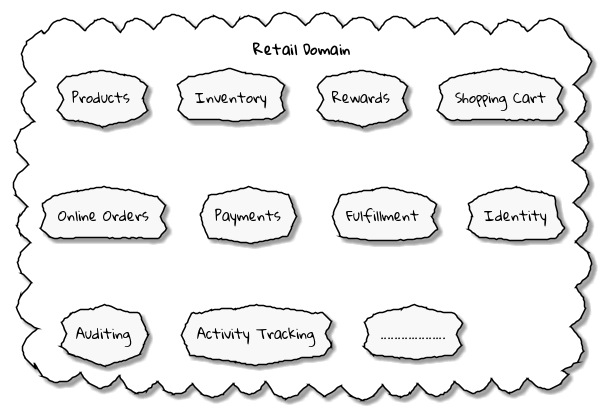 Retail Domain
Products
Inventory
Rewards
Shopping Cart
Online Orders
Payments
Fulfillment
Identity
Auditing
Activity Tracking
...................